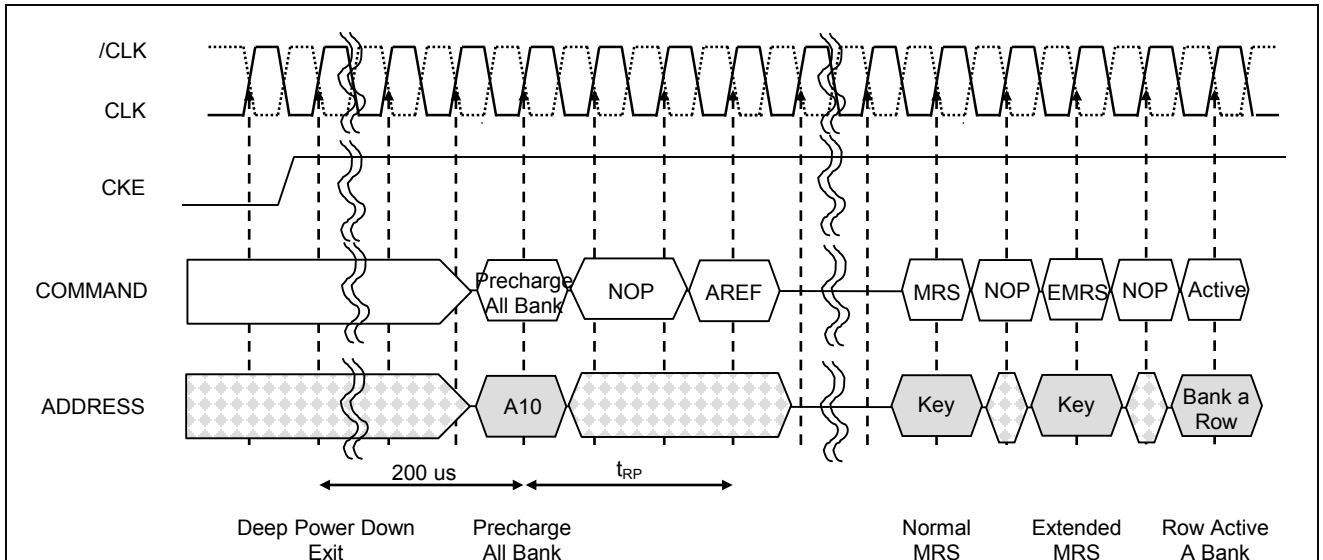 /CLK
CLK
CKE
COMMAND
Precharge
All Bank
NOP
AREF
MRS
NOP
EMRS
NOP
Active
ADDRESS
A10
Key
Key
Bank a
Row
200 us
tRP
Deep Power Down
Exit
Precharge
All Bank
Normal
MRS
Extended
MRS
Row Active
A Bank